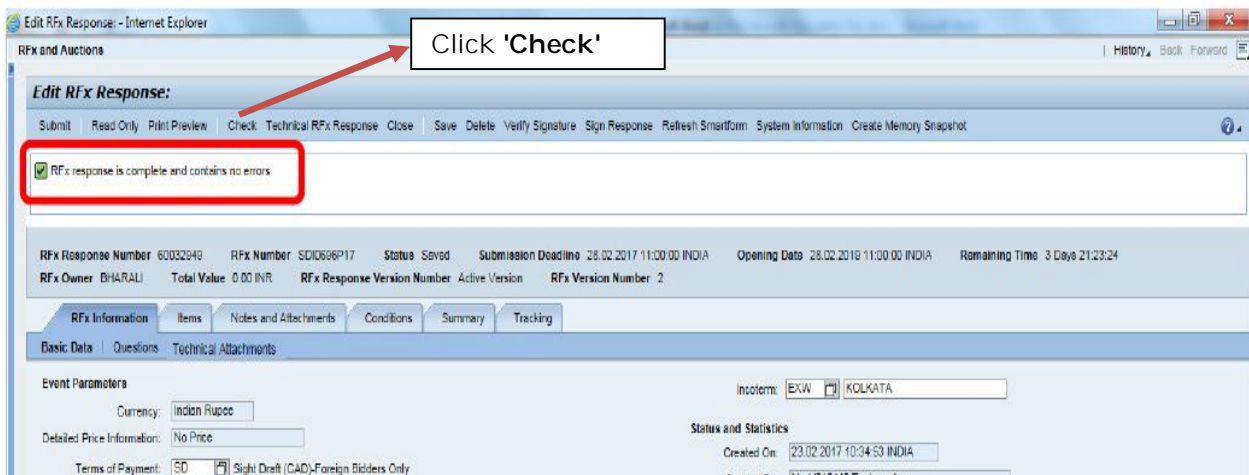 Edit RFx Response: - Internet Explorer
Click 'Check'
RFx and Auctions
History Back Forward
Edit RFx Response:
Submit Read Only Print Preview Check Technical RFx Response Close Save Delete Verify Signature Sign Response Refresh Smartform System Information Create Memory Snapshot
RFx response is complete and contains no errors
RFx Response Number 60032949 RFx Number SDI0696P17 Status Saved Submission Deadline 28.02.2017 11:00:00 INDIA Opening Date 28.02.2019 11:00:00 INDIA Remaining Time 3 Days 21:23:24
RFx Owner BHARALI Total Value 0.00 INR RFx Response Version Number Active Version RFx Version Number 2
RFx Information Items Notes and Attachments Conditions Summary Tracking
Basic Data Questions Technical Attachments
Event Parameters
Incoterm: EXW KOLKATA
Currency: Indian Rupee
Status and Statistics
Detailed Price Information: No Price
Created On: 23.02.2017 10:34:53 INDIA
Terms of Payment: SD Sight Draft (CAD)-Foreign Bidders Only